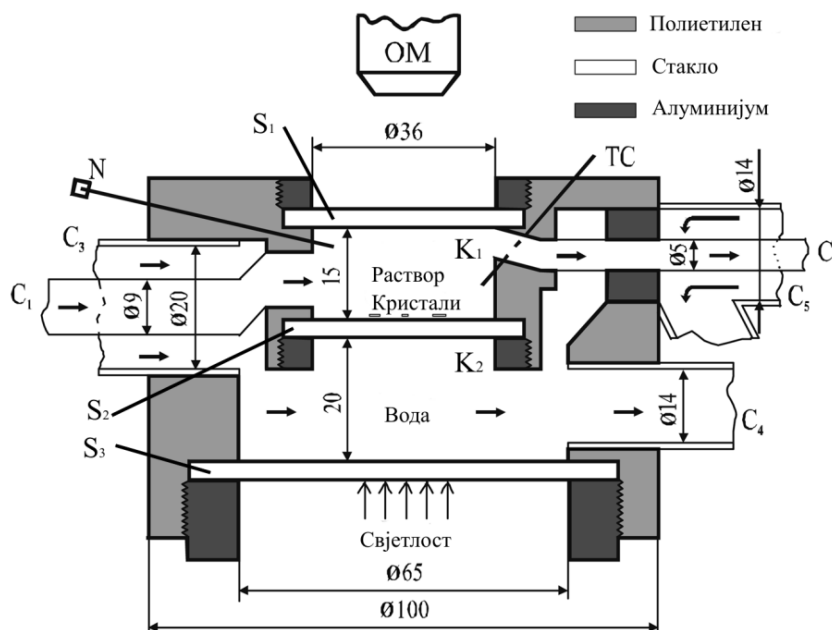 OM
Полиетилен
Стакло
Алуминијум
S₁
ø36
TC
N
ø14
C₃
K₁
C₁
ø9
ø20
15
Раствор
Кристали
ø5
C
C₅
S₂
K₂
20
Вода
ø14
C₄
S₃
Свјетлост
ø65
ø100